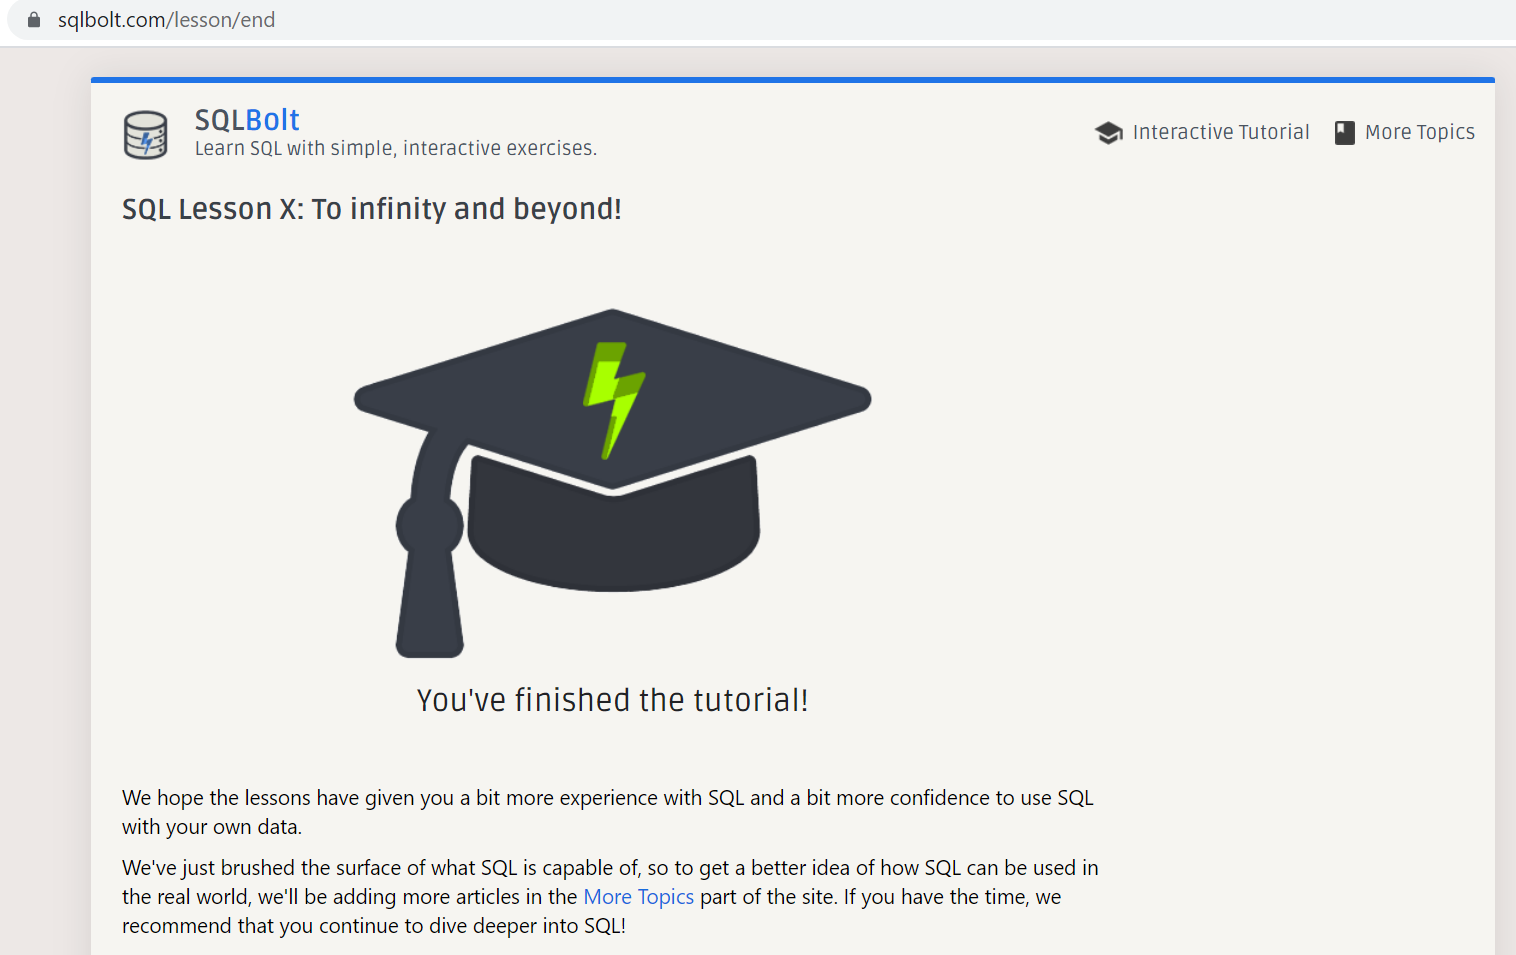 sqlbolt.com/lesson/end
SQLBolt
Learn SQL with simple, interactive exercises.
Interactive Tutorial
More Topics
SQL Lesson X: To infinity and beyond!
You've finished the tutorial!
We hope the lessons have given you a bit more experience with SQL and a bit more confidence to use SQL
with your own data.
We've just brushed the surface of what SQL is capable of, so to get a better idea of how SQL can be used in
the real world, we'll be adding more articles in the More Topics part of the site. If you have the time, we
recommend that you continue to dive deeper into SQL!